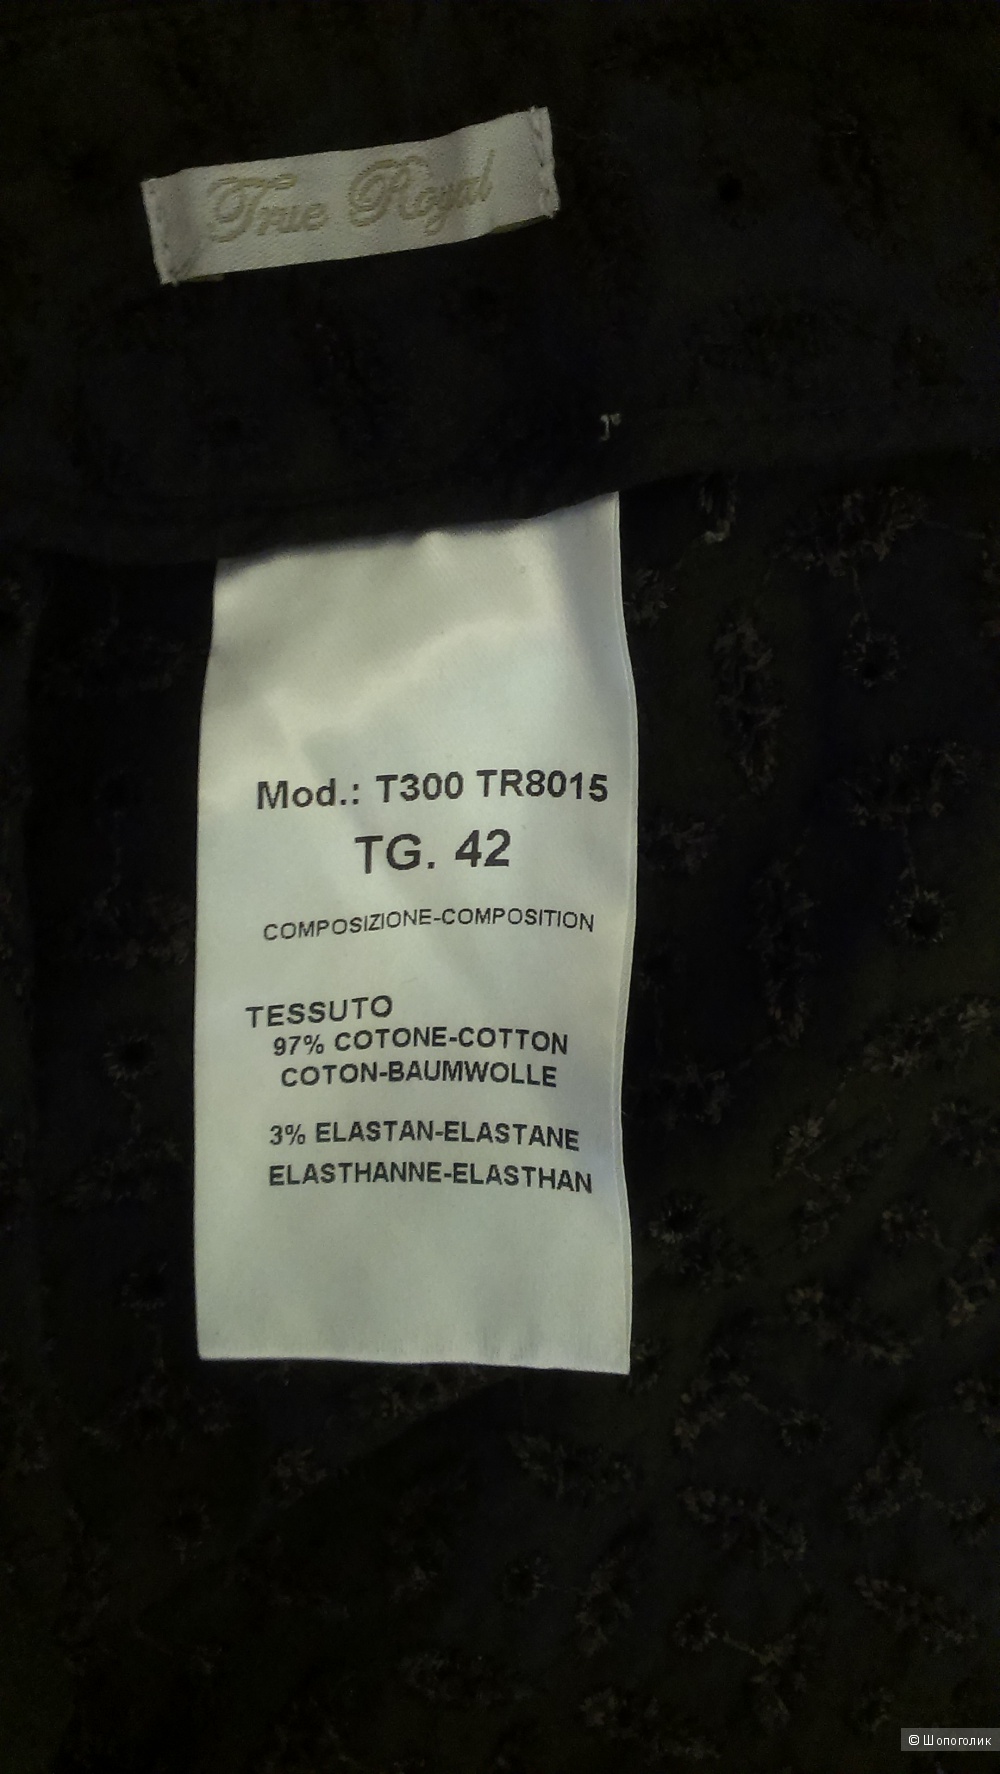 True Royal
Mod.: T300 TR8015
TG. 42
COMPOSIZIONE-COMPOSITION
TESSUTO
97% COTONE-COTTON
COTON-BAUMWOLLE
3% ELASTAN-ELASTANE
ELASTHANNE-ELASTHAN
© Шопоголик